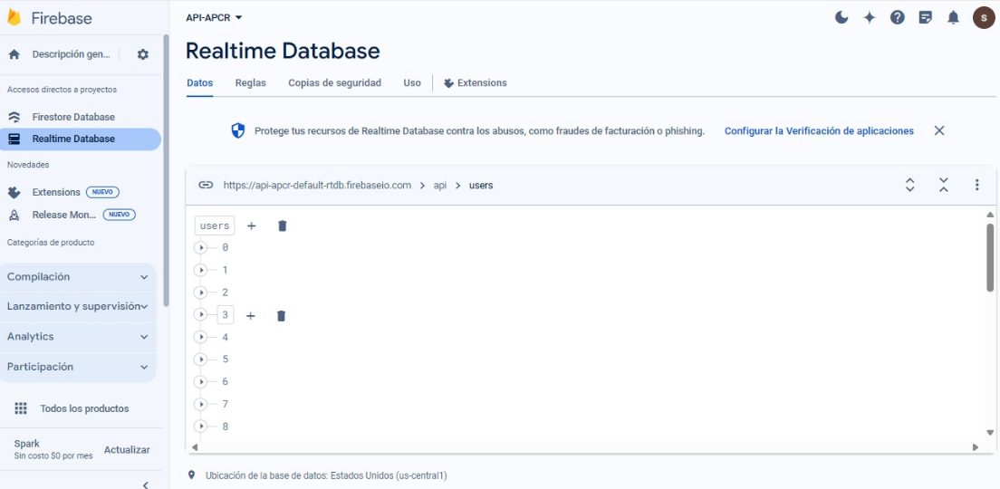 Firebase
API-APCR
S
Realtime Database
Descripción gen...
Datos Reglas Copias de seguridad Uso Extensions
Accesos directos a proyectos
Firestore Database
Realtime Database
Protege tus recursos de Realtime Database contra los abusos, como fraudes de facturación o phishing. Configurar la Verificación de aplicaciones
Novedades
Extensions NUEVO
Release Mon... NUEVO
Categorías de producto
Compilación
Lanzamiento y supervisión
Analytics
Participación
Todos los productos
Spark
Sin costo $0 por mes
Actualizar
https://api-apcr-default-rtdb.firebaseio.com > api > users
users
0
1
2
3
4
5
6
7
8
Ubicación de la base de datos: Estados Unidos (us-central1)